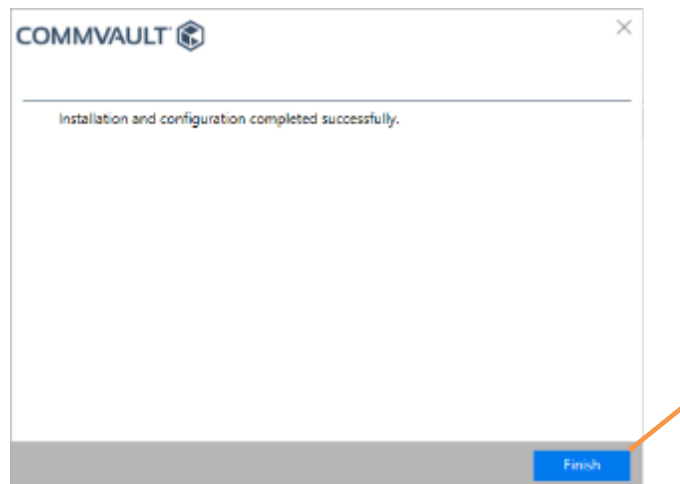 COMMVAULT
Installation and configuration completed successfully.
Finish